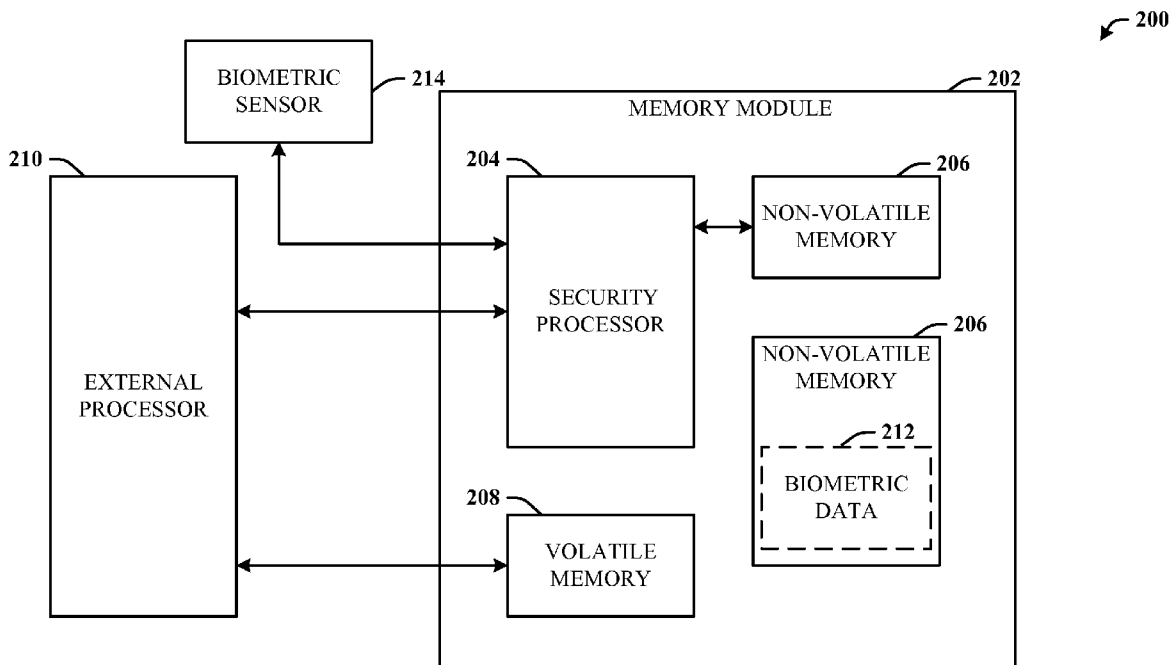 200
BIOMETRIC
SENSOR
214
202
MEMORY MODULE
210
EXTERNAL
PROCESSOR
204
SECURITY
PROCESSOR
206
NON-VOLATILE
MEMORY
206
NON-VOLATILE
MEMORY
212
BIOMETRIC
DATA
208
VOLATILE
MEMORY